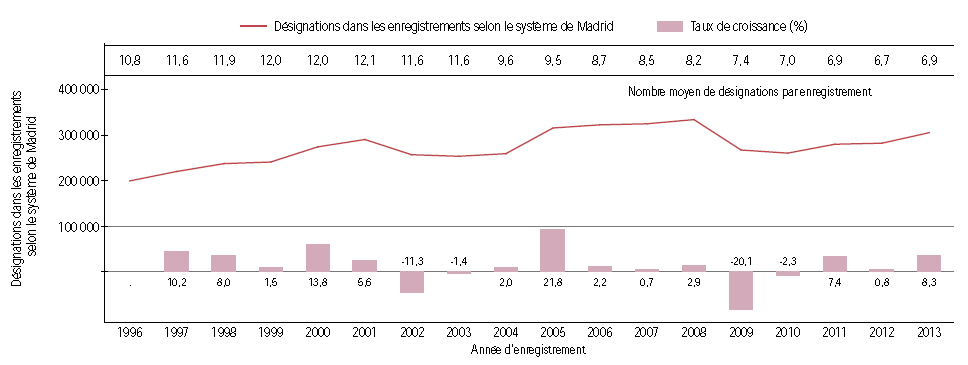 Désignations dans les enregistrements selon le système de Madrid Taux de croissance (%)
10,8 11,6 11,9 12,0 12,0 12,1 11,6 11,6 9,6 9,5 8,7 8,5 8,2 7,4 7,0 6,9 6,7 6,9
Nombre moyen de désignations par enregistrement
Désignations dans les enregistrements
selon le système de Madrid
400 000
300 000
200 000
100 000
-11,3 -1,4 -20,1 -2,3
. 10,2 8,0 1,5 13,8 5,6 2,0 21,8 2,2 0,7 2,9 7,4 0,8 8,3
1996 1997 1998 1999 2000 2001 2002 2003 2004 2005 2006 2007 2008 2009 2010 2011 2012 2013
Année d'enregistrement